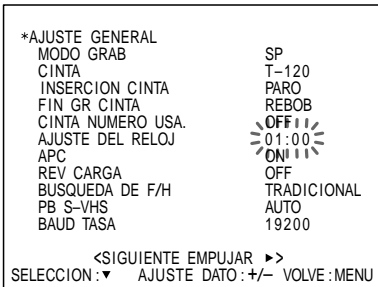 *AJUSTE GENERAL
MODO GRAB SP
CINTA T–120
INSERCION CINTA PARO
FIN GR CINTA REBOB
CINTA NUMERO USA. OFF
AJUSTE DEL RELOJ 01:00
APC ON
REV CARGA OFF
BUSQUEDA DE F/H TRADICIONAL
PB S–VHS AUTO
BAUD TASA 19200
<SIGUIENTE EMPUJAR ►>
SELECCION:▼ AJUSTE DATO:+/– VOLVE:MENU